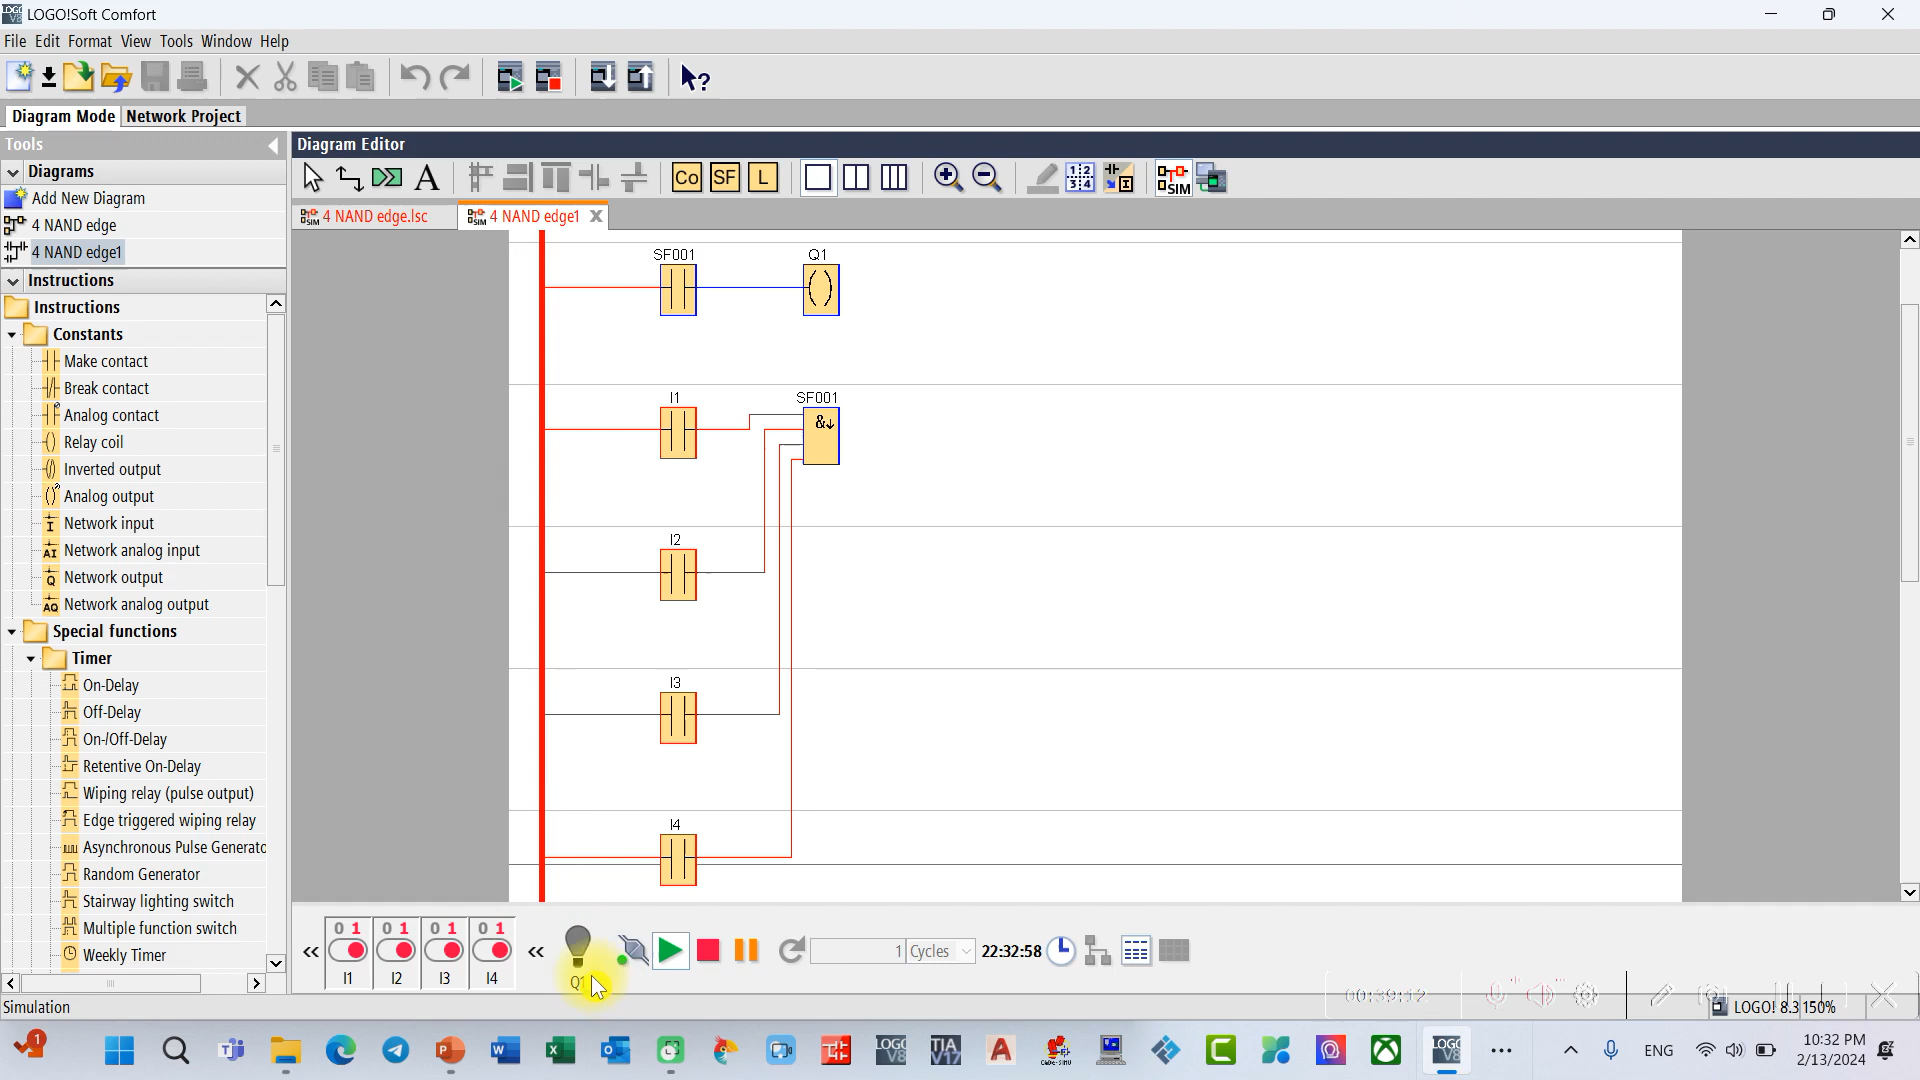 LOGO!Soft Comfort
File Edit Format View Tools Window Help
Diagram Mode Network Project
Tools
Diagrams
Add New Diagram
4 NAND edge
4 NAND edge1
Instructions
Instructions
Constants
Make contact
Break contact
Analog contact
Relay coil
Inverted output
Analog output
Network input
Network analog input
Network output
Network analog output
Special functions
Timer
On-Delay
Off-Delay
On-/Off-Delay
Retentive On-Delay
Wiping relay (pulse output)
Edge triggered wiping relay
Asynchronous Pulse Generato
Random Generator
Stairway lighting switch
Multiple function switch
Weekly Timer
Diagram Editor
Co SF L
4 NAND edge.lsc 4 NAND edge1
SF001 Q1
I1 SF001
&↓
I2
I3
I4
0 1 0 1 0 1 0 1
I1 I2 I3 I4 Q1
1 Cycles 22:32:58
Simulation
00:39:12
LOGO! 8.3 150%
ENG
10:32 PM
2/13/2024